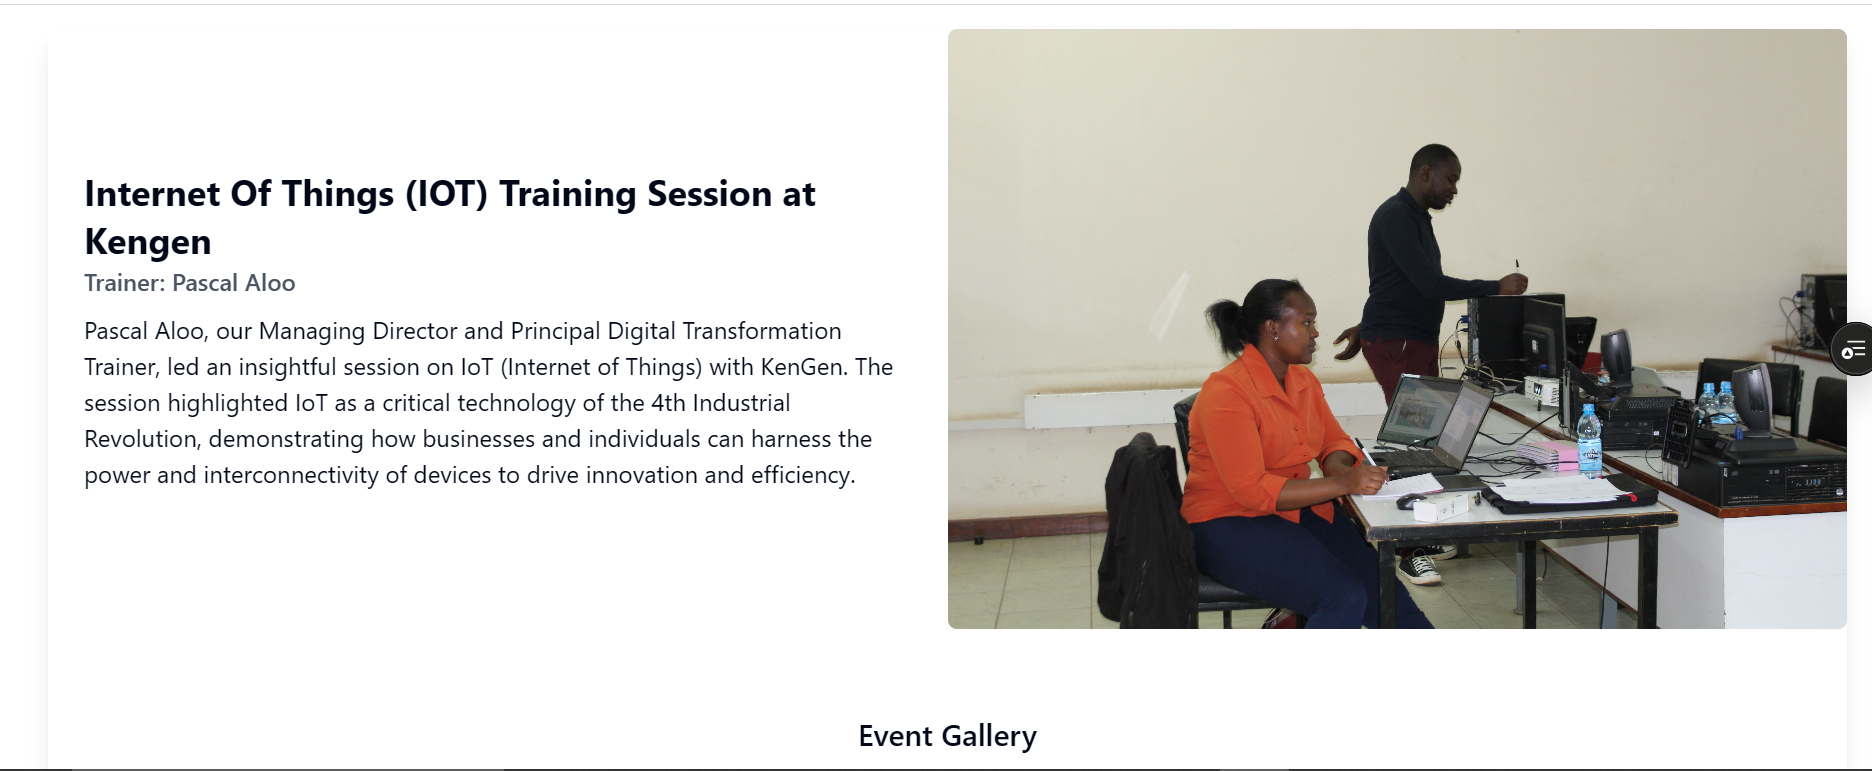 Internet Of Things (IOT) Training Session at
Kengen
Trainer: Pascal Aloo
Pascal Aloo, our Managing Director and Principal Digital Transformation
Trainer, led an insightful session on IoT (Internet of Things) with KenGen. The
session highlighted IoT as a critical technology of the 4th Industrial
Revolution, demonstrating how businesses and individuals can harness the
power and interconnectivity of devices to drive innovation and efficiency.
Event Gallery